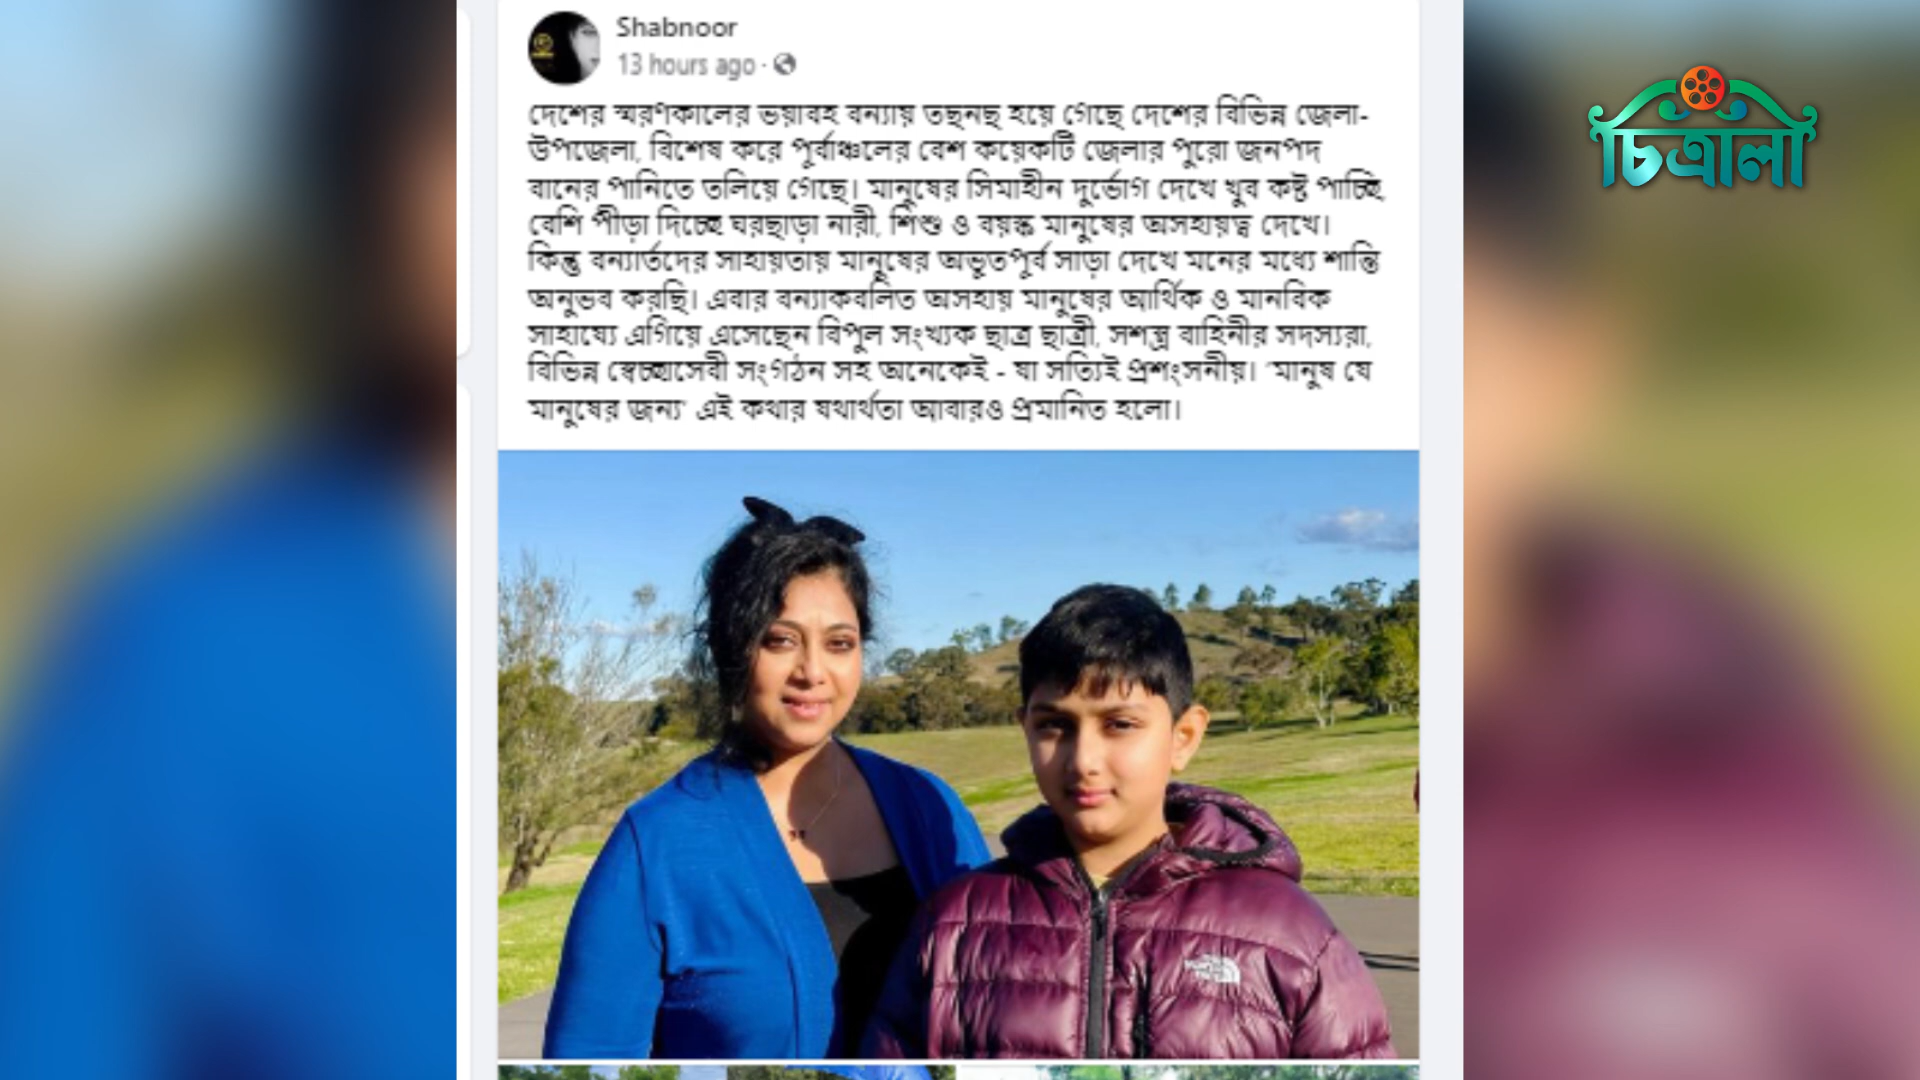 Shabnoor
13 hours ago ·
চিত্রালী
দেশের স্মরণকালের ভয়াবহ বন্যায় তছনছ হয়ে গেছে দেশের বিভিন্ন জেলা-
উপজেলা, বিশেষ করে পূর্বাঞ্চলের বেশ কয়েকটি জেলার পুরো জনপদ
বানের পানিতে তলিয়ে গেছে। মানুষের সিমাহীন দুর্ভোগ দেখে খুব কষ্ট পাচ্ছি,
বেশি পীড়া দিচ্ছে ঘরছাড়া নারী, শিশু ও বয়স্ক মানুষের অসহায়ত্ব দেখে।
কিন্তু বন্যার্তদের সাহায়তায় মানুষের অভূতপূর্ব সাড়া দেখে মনের মধ্যে শান্তি
অনুভব করছি। এবার বন্যাকবলিত অসহায় মানুষের আর্থিক ও মানবিক
সাহায্যে এগিয়ে এসেছেন বিপুল সংখ্যক ছাত্র ছাত্রী, সশস্ত্র বাহিনীর সদস্যরা,
বিভিন্ন স্বেচ্ছাসেবী সংগঠন সহ অনেকেই - যা সত্যিই প্রশংসনীয়। 'মানুষ যে
মানুষের জন্য' এই কথার যথার্থতা আবারও প্রমানিত হলো।